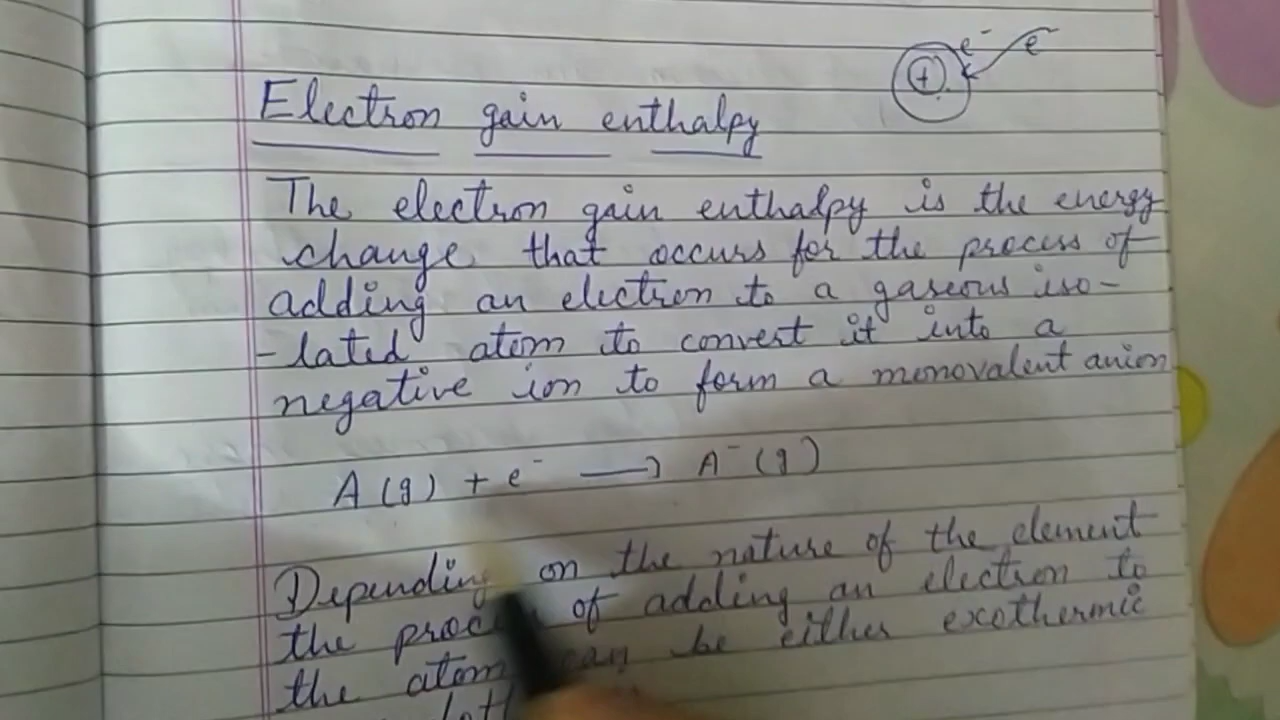 e⁻ e⁻
+
Electron gain enthalpy
The electron gain enthalpy is the energy
change that occurs for the process of
adding an electron to a gaseous iso-
-lated atom to convert it into a
negative ion to form a monovalent anion
A (g) + e⁻ → A⁻ (g)
Depending on the nature of the element
the of adding an electron to
the atom can be either exothermic